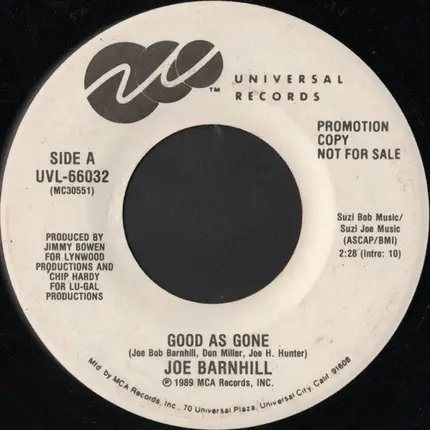 UNIVERSAL
RECORDS
TM
PROMOTION
COPY
NOT FOR SALE
SIDE A
UVL-66032
(MC30551)
Suzi Bob Music/
Suzi Joe Music
(ASCAP/BMI)
2:28 (Intro: 10)
PRODUCED BY
JIMMY BOWEN
FOR LYNWOOD
PRODUCTIONS AND
CHIP HARDY
FOR LU-GAL
PRODUCTIONS
GOOD AS GONE
(Joe Bob Barnhill, Don Miller, Joe H. Hunter)
JOE BARNHILL
℗ 1989 MCA Records, INC.
Mfd by MCA Records, Inc., 70 Universal Plaza, Universal City, Calif. 91608